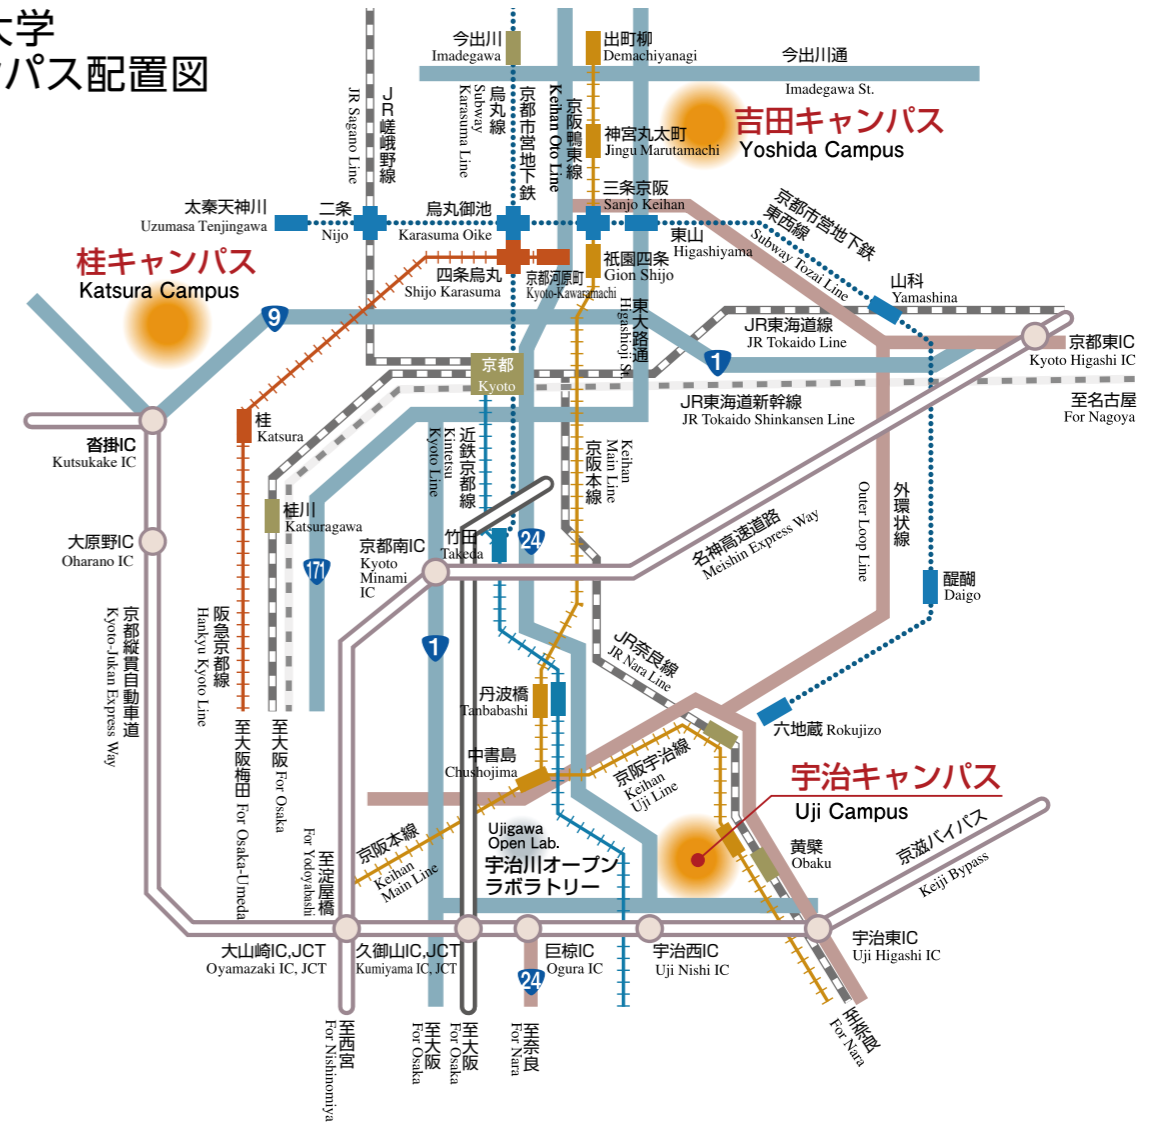 大学
パス配置図
今出川
Imadegawa
出町柳
Demachiyanagi
今出川通
Imadegawa St.
JR嵯峨野線
JR Sagano Line
烏丸線
Subway
Karasuma Line
京都市営地下鉄
京阪鴨東線
Keihan Oto Line
神宮丸太町
Jingu Marutamachi
吉田キャンパス
Yoshida Campus
太秦天神川
Uzumasa Tenjingawa
二条
Nijo
烏丸御池
Karasuma Oike
三条京阪
Sanjo Keihan
東山
Higashiyama
京都市営地下鉄
東西線
Subway Tozai Line
桂キャンパス
Katsura Campus
四条烏丸
Shijo Karasuma
京都河原町
Kyoto-Kawaramachi
祇園四条
Gion Shijo
東大路通
Higashioji St.
山科
Yamashina
9
1
JR東海道線
JR Tokaido Line
京都東IC
Kyoto Higashi IC
京都
Kyoto
JR東海道新幹線
JR Tokaido Shinkansen Line
至名古屋
For Nagoya
沓掛IC
Kutsukake IC
桂
Katsura
近鉄京都線
Kintetsu
Kyoto Line
京阪本線
Keihan
Main Line
桂川
Katsuragawa
大原野IC
Oharano IC
171
京都南IC
Kyoto
Minami
IC
竹田
Takeda
24
名神高速道路
Meishin Express Way
外環状線
Outer Loop Line
醍醐
Daigo
京都縦貫自動車道
Kyoto-Jukan Express Way
阪急京都線
Hankyu Kyoto Line
1
JR奈良線
JR Nara Line
丹波橋
Tanbabashi
六地蔵 Rokujizo
至大阪梅田 For Osaka-Umeda
至大阪 For Osaka
中書島
Chushojima
京阪宇治線
Keihan
Uji Line
宇治キャンパス
Uji Campus
京阪本線
Keihan
Main Line
Ujigawa
Open Lab.
宇治川オープン
ラボラトリー
黄檗
Obaku
京滋バイパス
Keiji Bypass
至淀屋橋
For Yodoyabashi
大山崎IC,JCT
Oyamazaki IC, JCT
久御山IC,JCT
Kumiyama IC, JCT
巨椋IC
Ogura IC
宇治西IC
Uji Nishi IC
宇治東IC
Uji Higashi IC
24
至西宮
For Nishinomiya
至大阪
For Osaka
至大阪
For Osaka
至奈良
For Nara
至奈良
For Nara